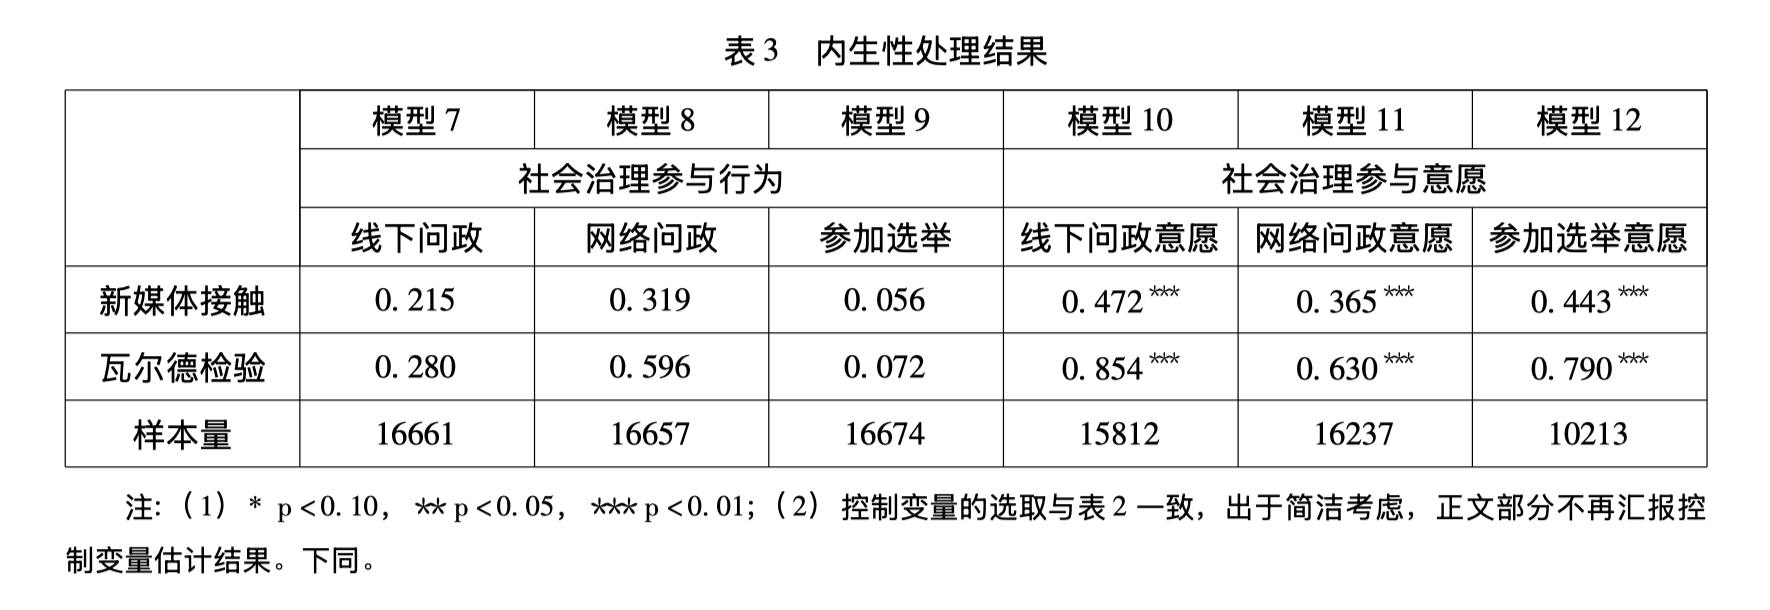 表 3 内生性处理结果
模型 7 模型 8 模型 9 模型 10 模型 11 模型 12
社会治理参与行为 社会治理参与意愿
线下问政 网络问政 参加选举 线下问政意愿 网络问政意愿 参加选举意愿
新媒体接触 0. 215 0. 319 0. 056 0. 472*** 0. 365*** 0. 443***
瓦尔德检验 0. 280 0. 596 0. 072 0. 854*** 0. 630*** 0. 790***
样本量 16661 16657 16674 15812 16237 10213
注:（1）* p<0. 10， ** p<0. 05， *** p<0. 01；（2）控制变量的选取与表 2 一致，出于简洁考虑，正文部分不再汇报控
制变量估计结果。下同。